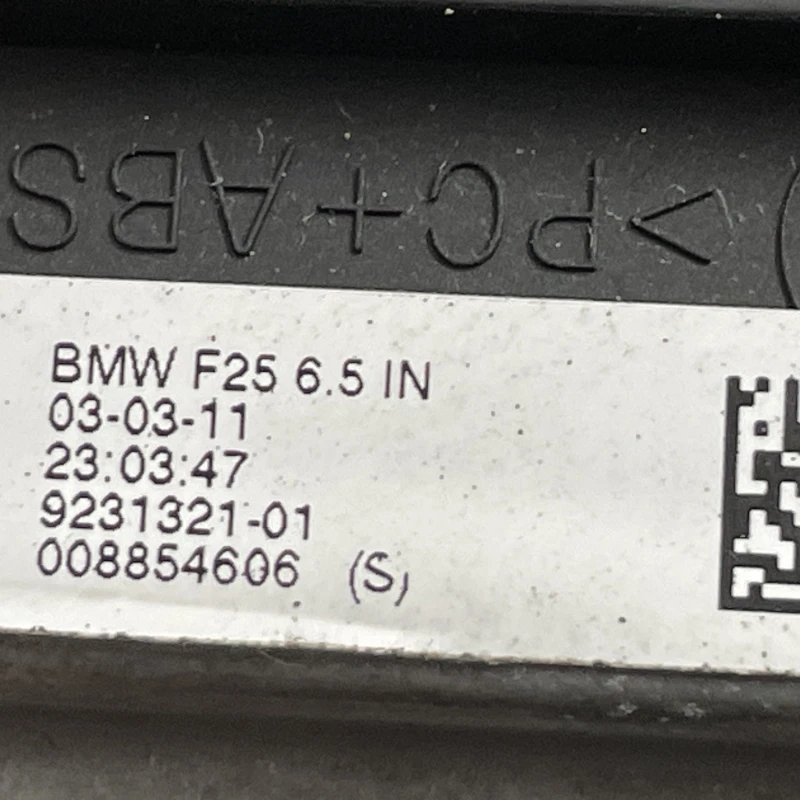 >PC+ABS
BMW F25 6.5 IN
03-03-11
23:03:47
9231321-01
008854606 (S)